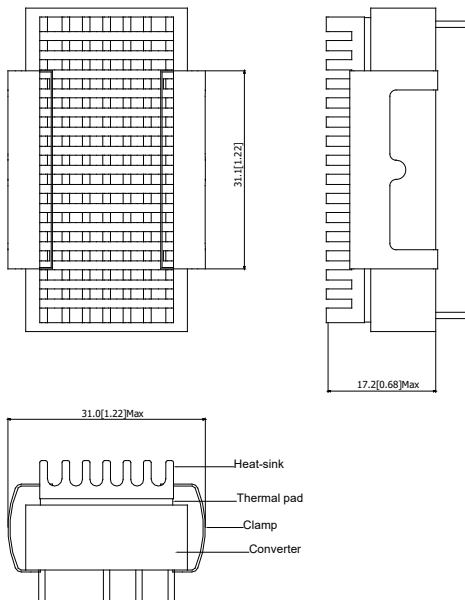 31.1[1.22]
17.2[0.68]Max
31.0[1.22]Max
Heat-sink
Thermal pad
Clamp
Converter